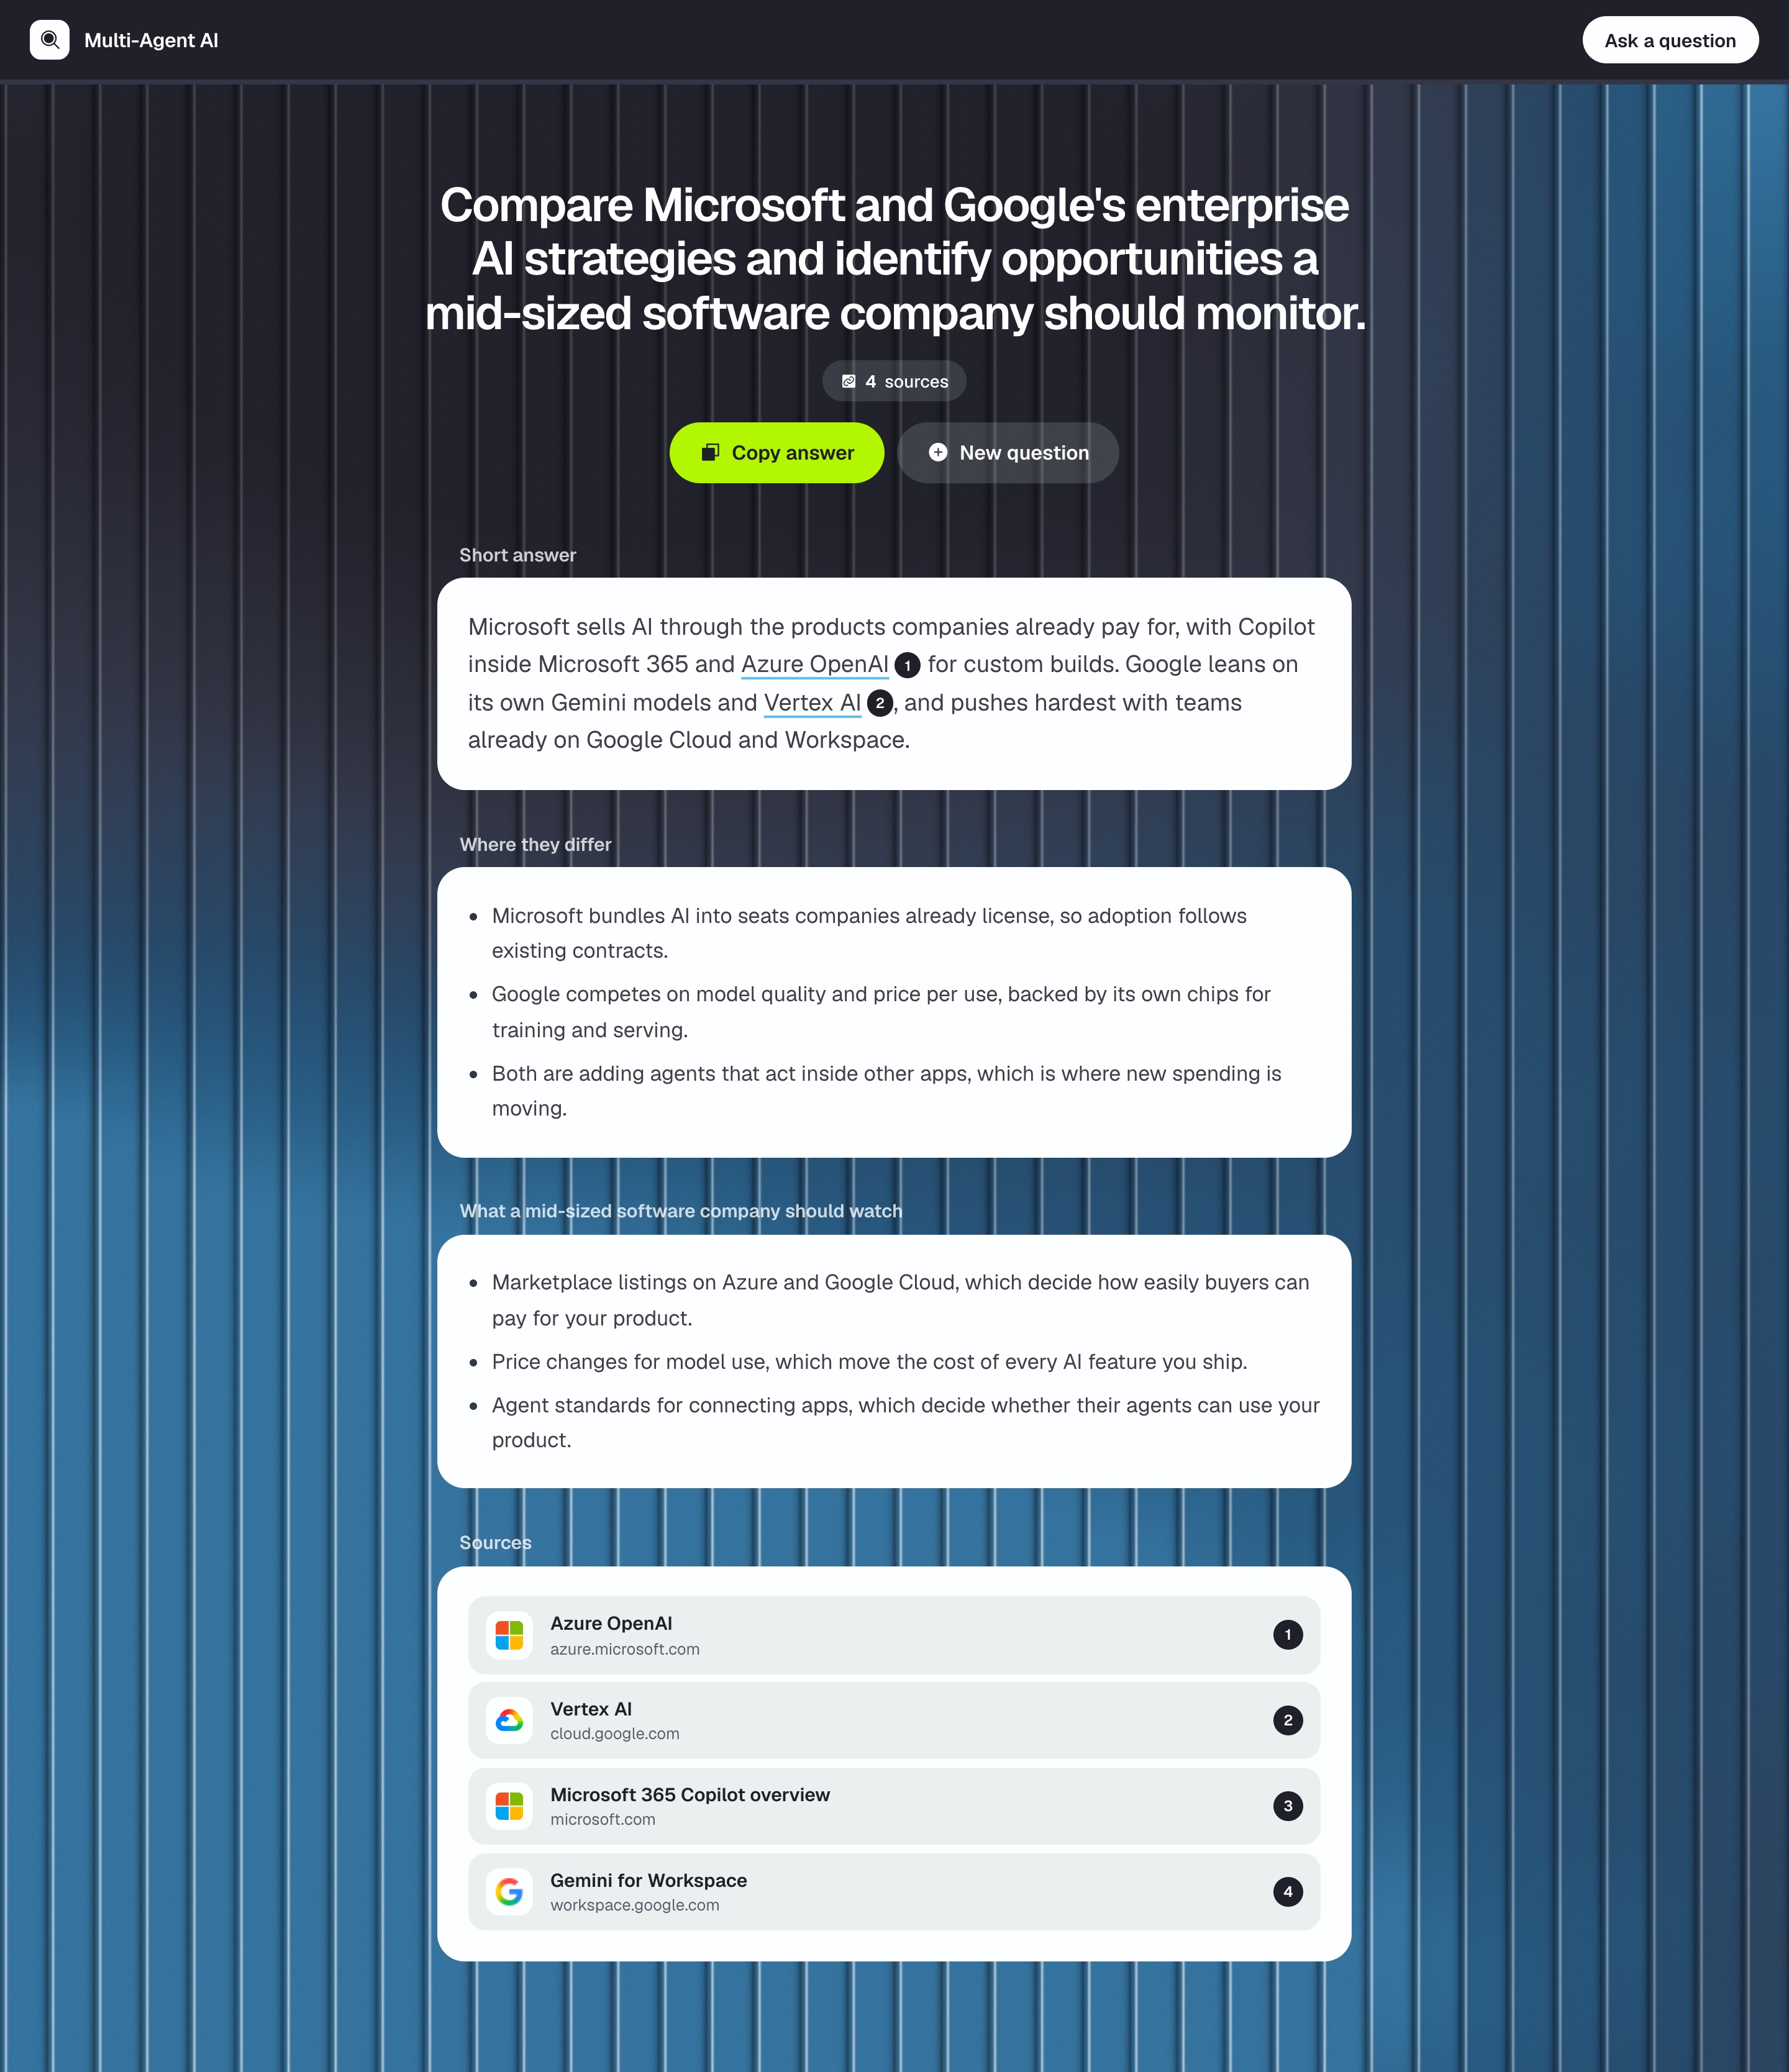 Multi-Agent AI
Ask a question
Compare Microsoft and Google's enterprise
AI strategies and identify opportunities a
mid-sized software company should monitor.
4 sources
Copy answer
New question
Short answer
Microsoft sells AI through the products companies already pay for, with Copilot
inside Microsoft 365 and Azure OpenAI 1 for custom builds. Google leans on
its own Gemini models and Vertex AI 2, and pushes hardest with teams
already on Google Cloud and Workspace.
Where they differ
• Microsoft bundles AI into seats companies already license, so adoption follows
existing contracts.
• Google competes on model quality and price per use, backed by its own chips for
training and serving.
• Both are adding agents that act inside other apps, which is where new spending is
moving.
What a mid-sized software company should watch
• Marketplace listings on Azure and Google Cloud, which decide how easily buyers can
pay for your product.
• Price changes for model use, which move the cost of every AI feature you ship.
• Agent standards for connecting apps, which decide whether their agents can use your
product.
Sources
Azure OpenAI
azure.microsoft.com
1
Vertex AI
cloud.google.com
2
Microsoft 365 Copilot overview
microsoft.com
3
Gemini for Workspace
workspace.google.com
4